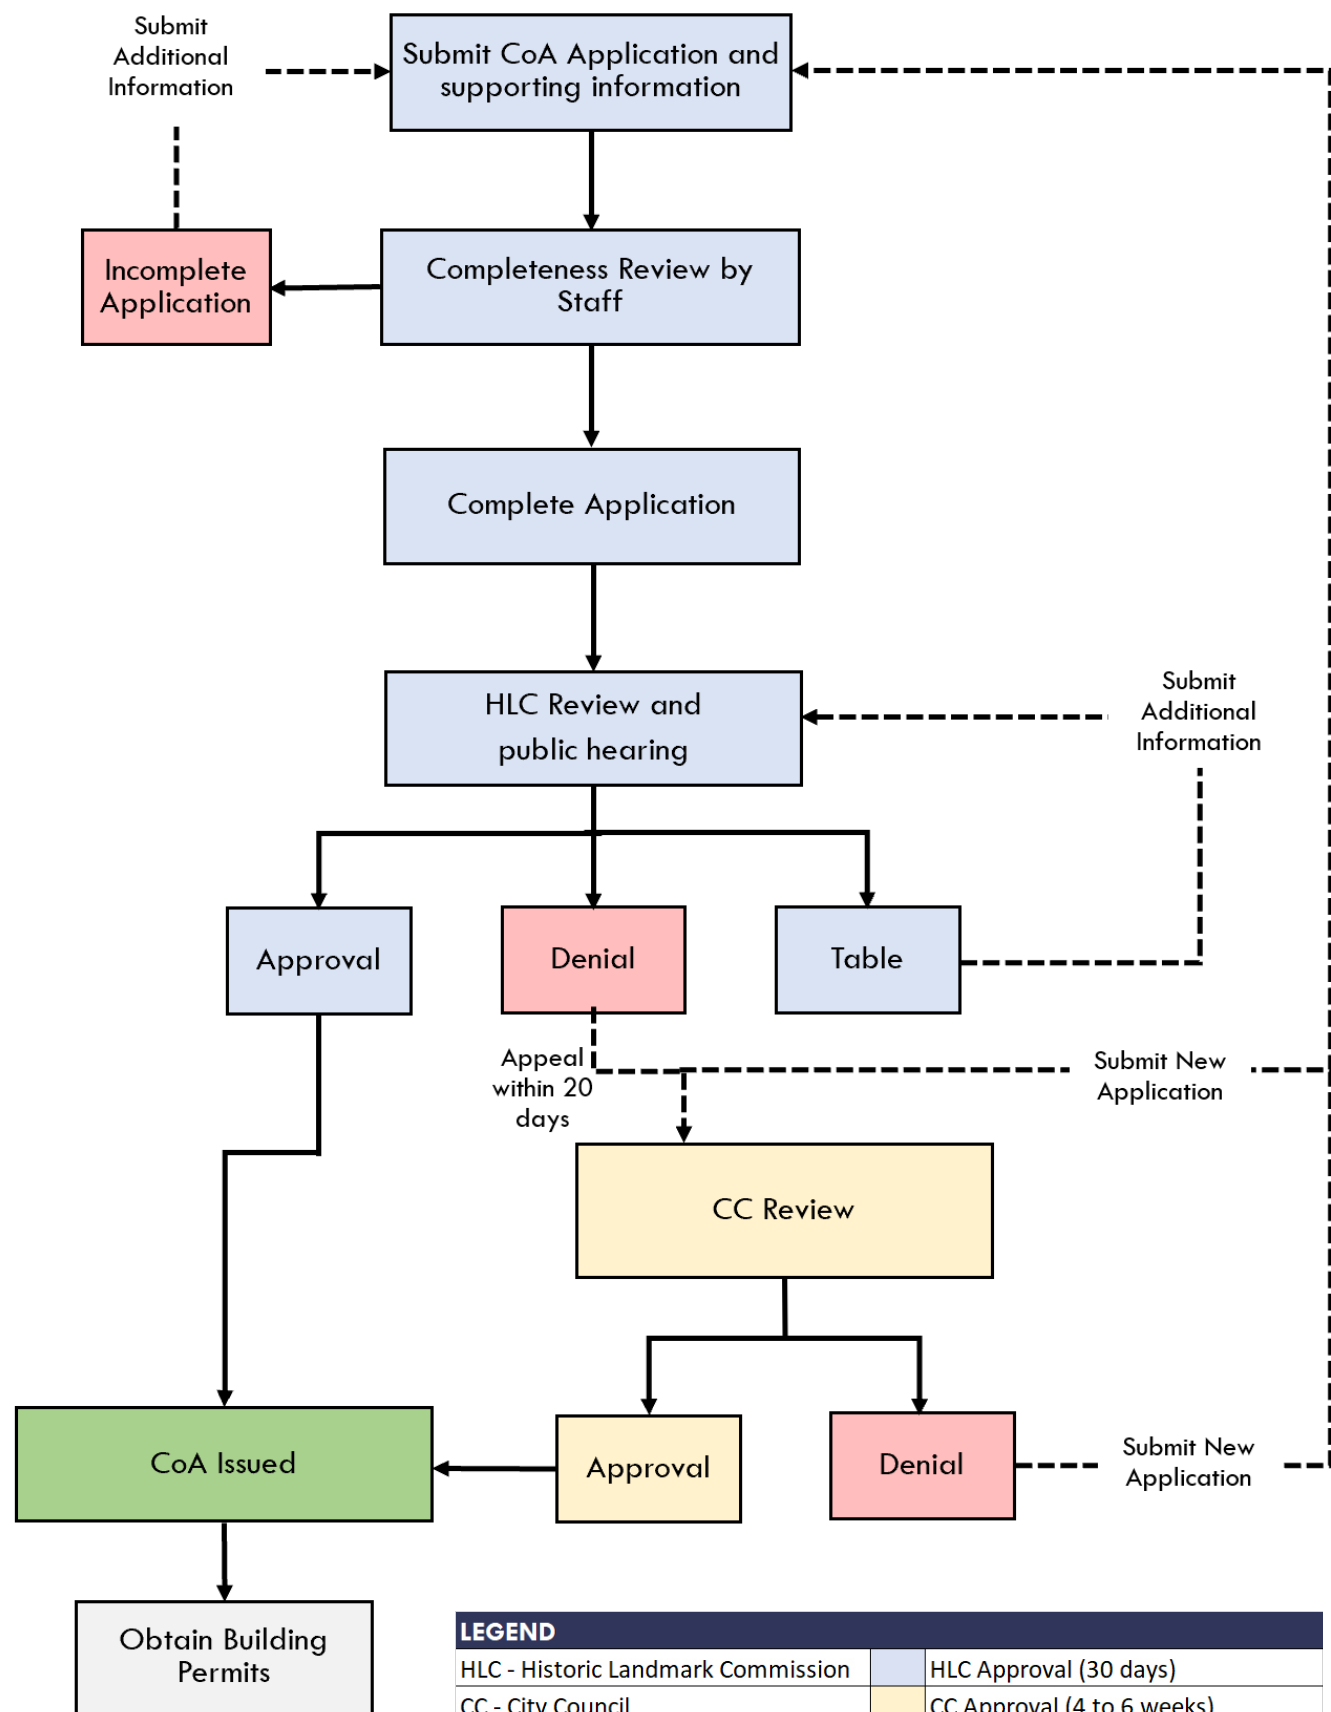 Submit
Additional
Information
Submit CoA Application and
supporting information
Incomplete
Application
Completeness Review by
Staff
Complete Application
HLC Review and
public hearing
Submit
Additional
Information
Approval
Denial
Table
Appeal
within 20
days
Submit New
Application
CC Review
CoA Issued
Approval
Denial
Submit New
Application
Obtain Building
Permits
LEGEND
HLC - Historic Landmark Commission
HLC Approval (30 days)
CC - City Council
CC Approval (4 to 6 weeks)